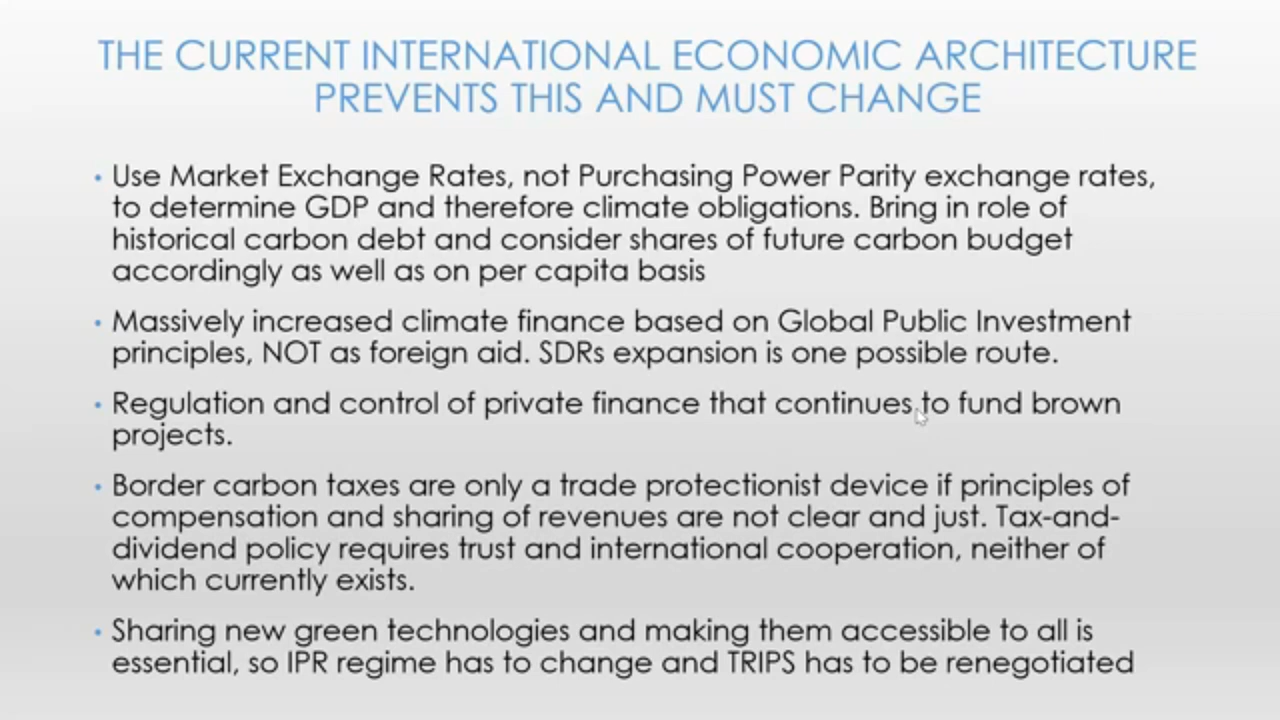 THE CURRENT INTERNATIONAL ECONOMIC ARCHITECTURE
PREVENTS THIS AND MUST CHANGE
• Use Market Exchange Rates, not Purchasing Power Parity exchange rates,
to determine GDP and therefore climate obligations. Bring in role of
historical carbon debt and consider shares of future carbon budget
accordingly as well as on per capita basis
• Massively increased climate finance based on Global Public Investment
principles, NOT as foreign aid. SDRs expansion is one possible route.
• Regulation and control of private finance that continues to fund brown
projects.
• Border carbon taxes are only a trade protectionist device if principles of
compensation and sharing of revenues are not clear and just. Tax-and-
dividend policy requires trust and international cooperation, neither of
which currently exists.
• Sharing new green technologies and making them accessible to all is
essential, so IPR regime has to change and TRIPS has to be renegotiated